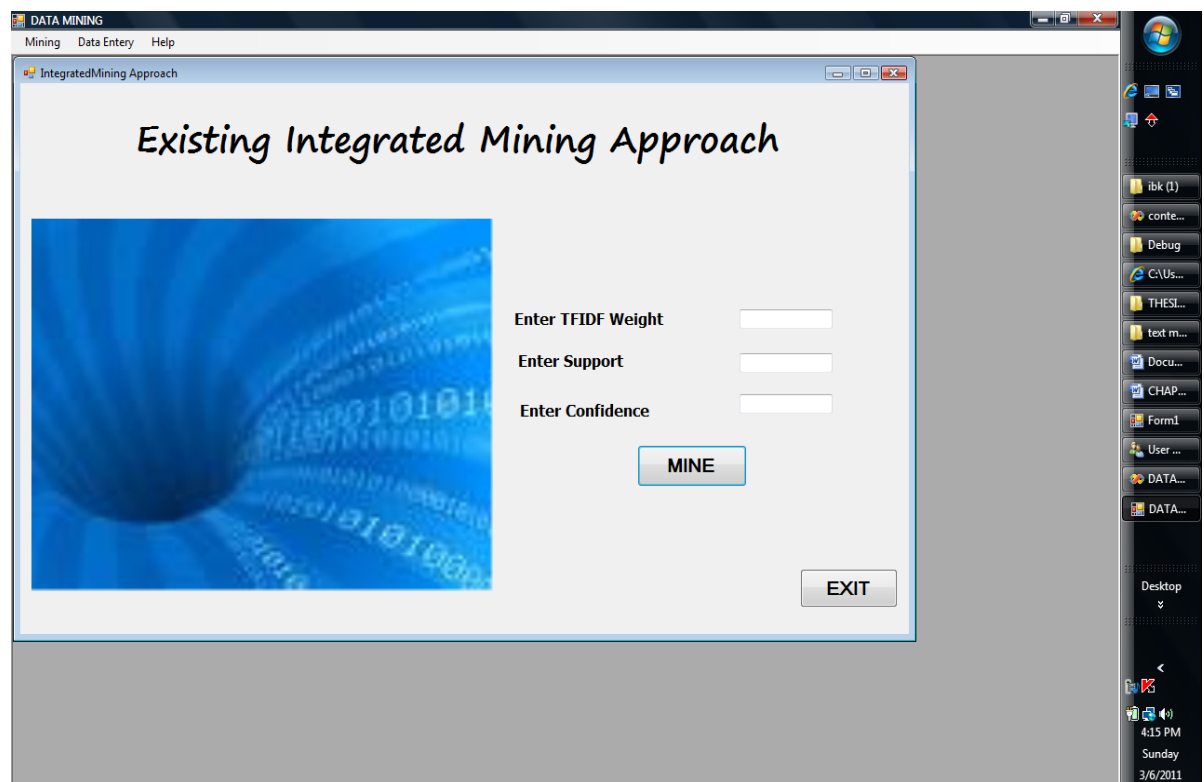 DATA MINING
Mining Data Entery Help
IntegratedMining Approach
Existing Integrated Mining Approach
Enter TFIDF Weight
Enter Support
Enter Confidence
MINE
EXIT
ibk (1)
conte...
Debug
C:\Us...
THESI...
text m...
Docu...
CHAP...
Form1
User ...
DATA...
DATA...
Desktop
4:15 PM
Sunday
3/6/2011